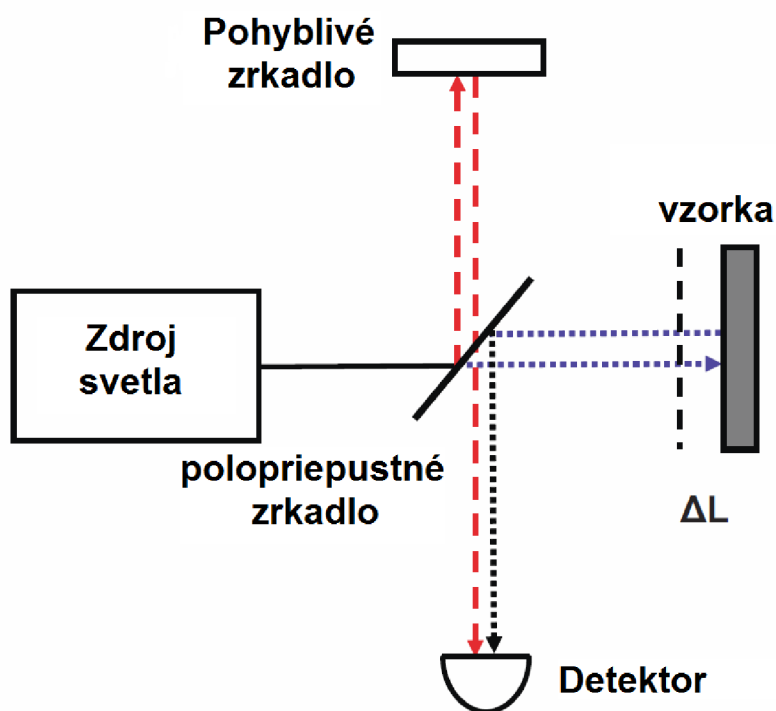 Pohyblivé
zrkadlo
vzorka
Zdroj
svetla
polopriepustné
zrkadlo
ΔL
Detektor